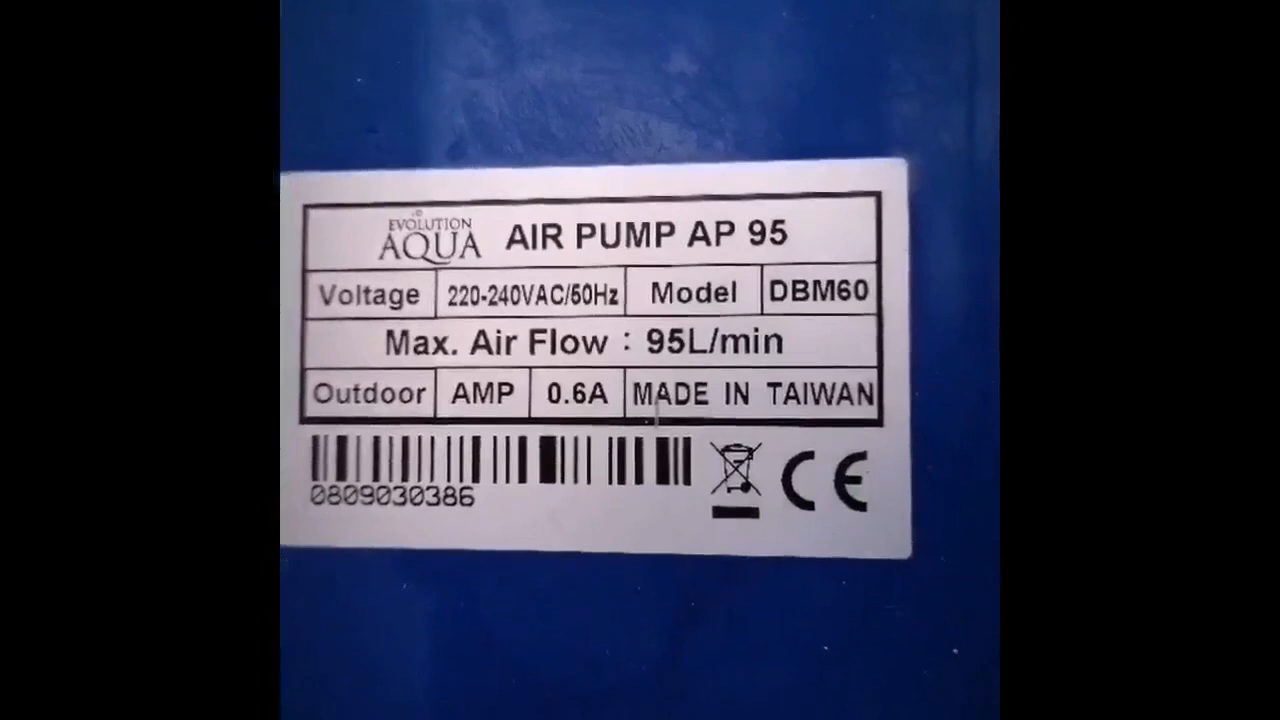 EVOLUTION AQUA AIR PUMP AP 95
Voltage 220-240VAC/50Hz Model DBM60
Max. Air Flow : 95L/min
Outdoor AMP 0.6A MADE IN TAIWAN
0809030386
CE